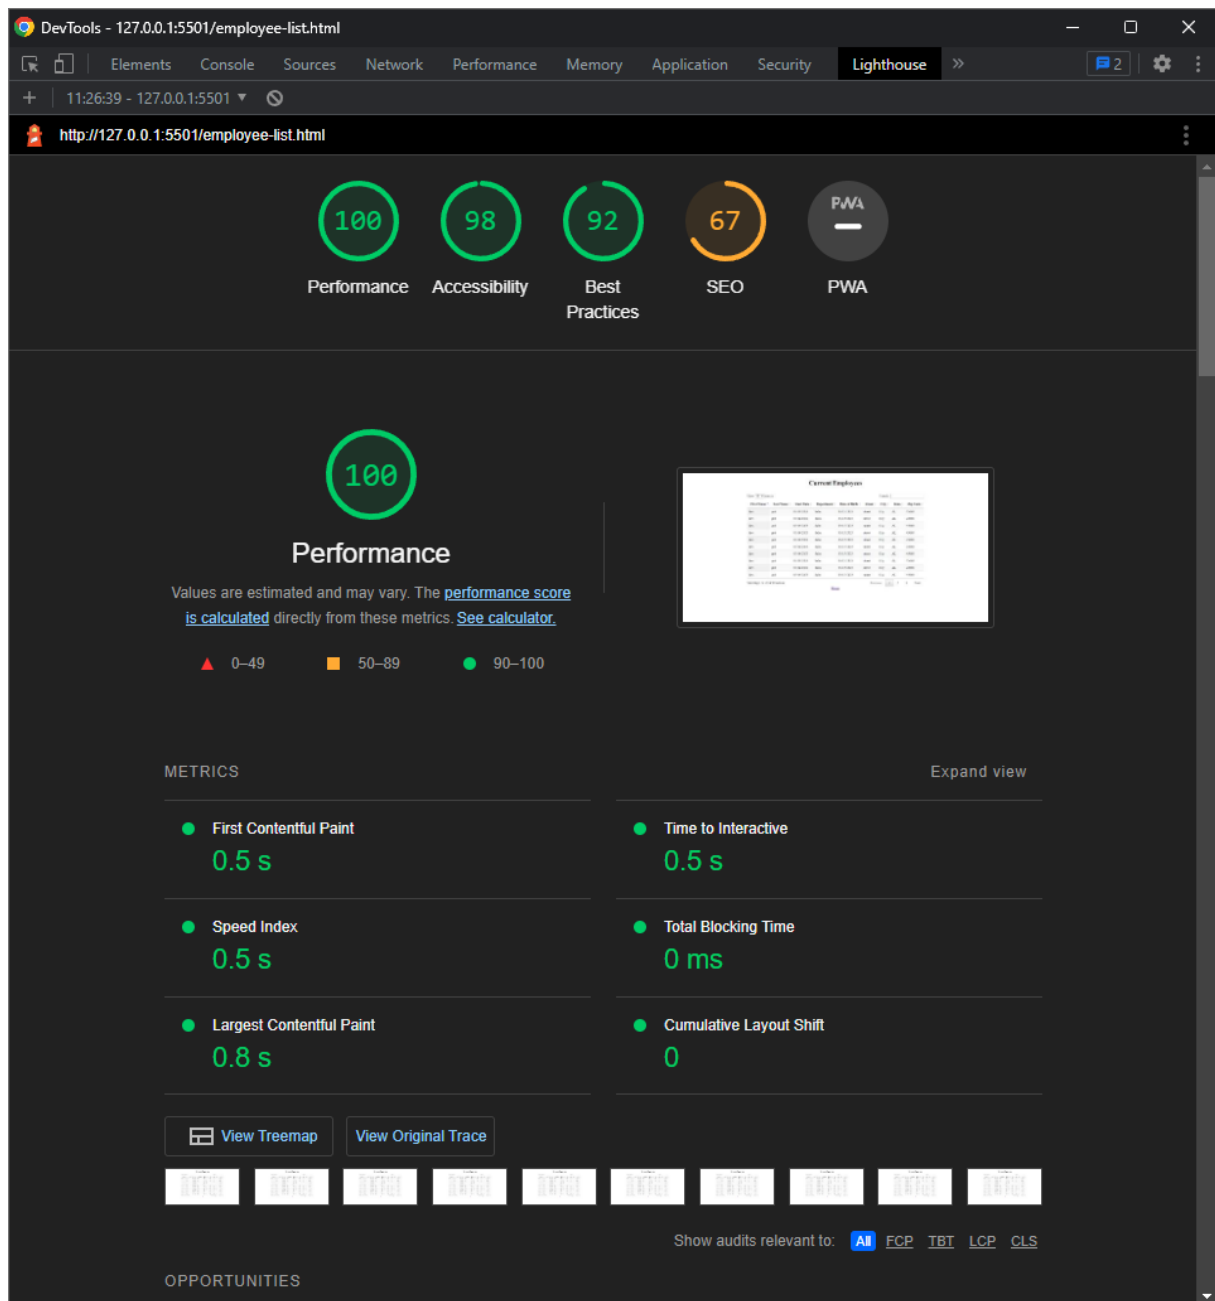 DevTools - 127.0.0.1:5501/employee-list.html
Elements Console Sources Network Performance Memory Application Security Lighthouse » 2
+ 11:26:39 - 127.0.0.1:5501 ▼
http://127.0.0.1:5501/employee-list.html
100 98 92 67 PWA
Performance Accessibility Best Practices SEO PWA
100
Performance
Values are estimated and may vary. The performance score
is calculated directly from these metrics. See calculator.
0–49 50–89 90–100
Current Employees
METRICS Expand view
First Contentful Paint
0.5 s
Time to Interactive
0.5 s
Speed Index
0.5 s
Total Blocking Time
0 ms
Largest Contentful Paint
0.8 s
Cumulative Layout Shift
0
View Treemap View Original Trace
Show audits relevant to: All FCP TBT LCP CLS
OPPORTUNITIES